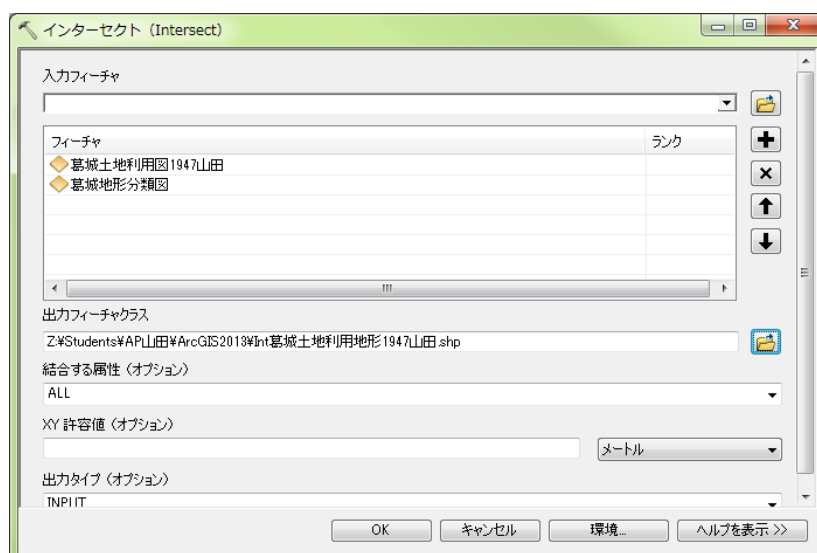 インターセクト (Intersect)
入力フィーチャ
フィーチャ ランク
葛城土地利用図1947山田
葛城地形分類図
出力フィーチャクラス
Z:¥Students¥AP山田¥ArcGIS2013¥Int葛城土地利用地形1947山田.shp
結合する属性 (オプション)
ALL
XY 許容値 (オプション)
メートル
出力タイプ (オプション)
INPUT
OK キャンセル 環境... ヘルプを表示 >>